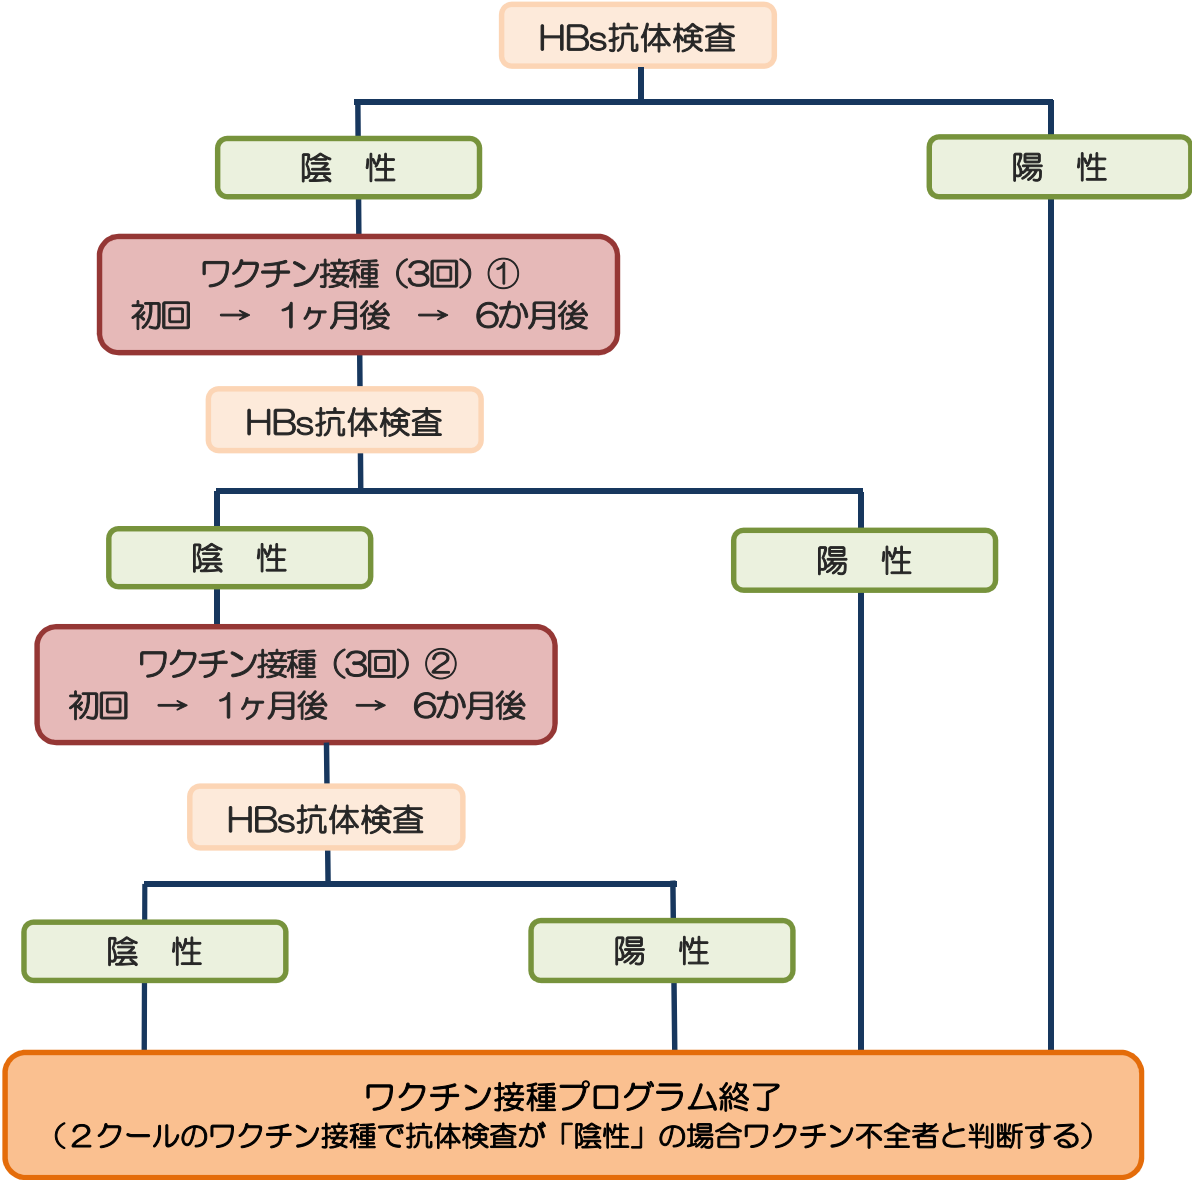 HBs抗体検査
陰　性
陽　性
ワクチン接種（3回）①
初回　→　1ヶ月後　→　6か月後
HBs抗体検査
陰　性
陽　性
ワクチン接種（3回）②
初回　→　1ヶ月後　→　6か月後
HBs抗体検査
陰　性
陽　性
ワクチン接種プログラム終了
（２クールのワクチン接種で抗体検査が「陰性」の場合ワクチン不全者と判断する）